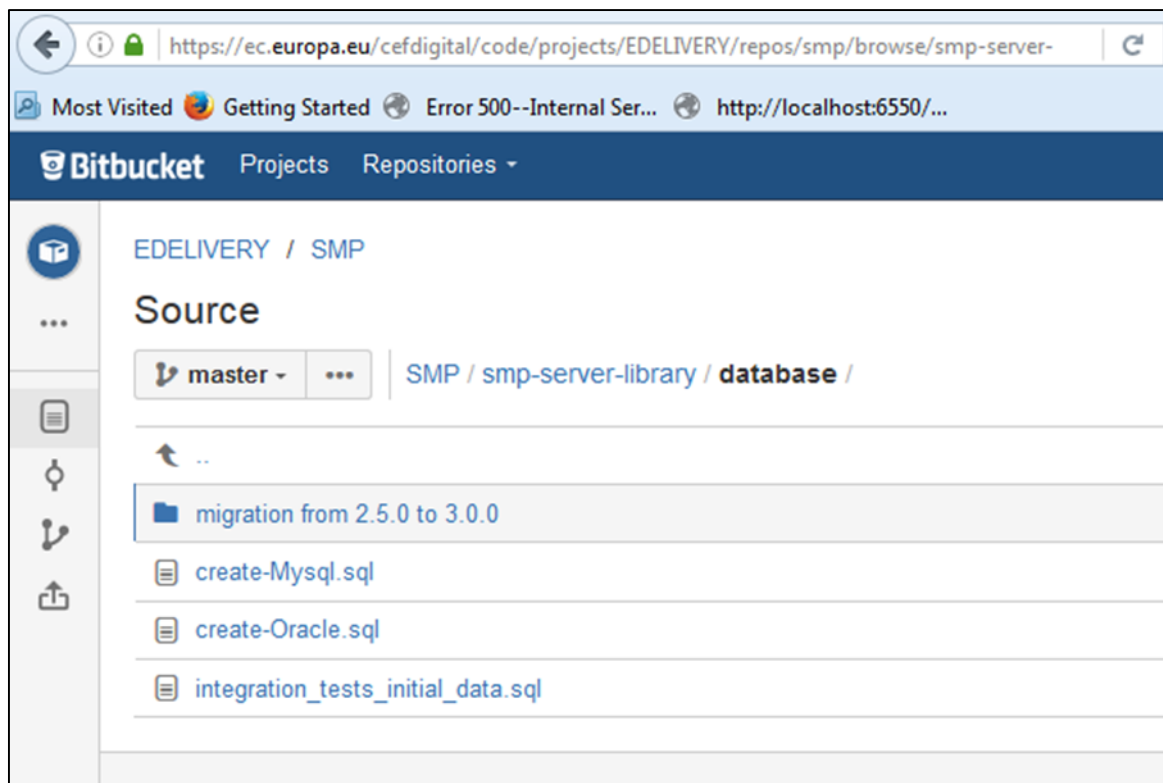 https://ec.europa.eu/cefdigital/code/projects/EDELIVERY/repos/smp/browse/smp-server-
Most Visited Getting Started Error 500--Internal Ser... http://localhost:6550/...
Bitbucket Projects Repositories
EDELIVERY / SMP
Source
master ••• SMP / smp-server-library / database /
..
migration from 2.5.0 to 3.0.0
create-Mysql.sql
create-Oracle.sql
integration_tests_initial_data.sql